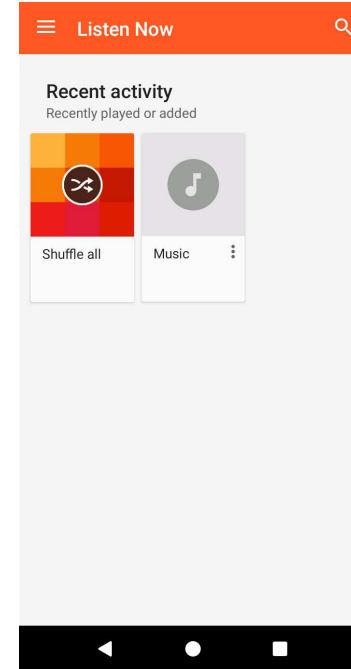 Listen Now
Recent activity
Recently played or added
Shuffle all
Music